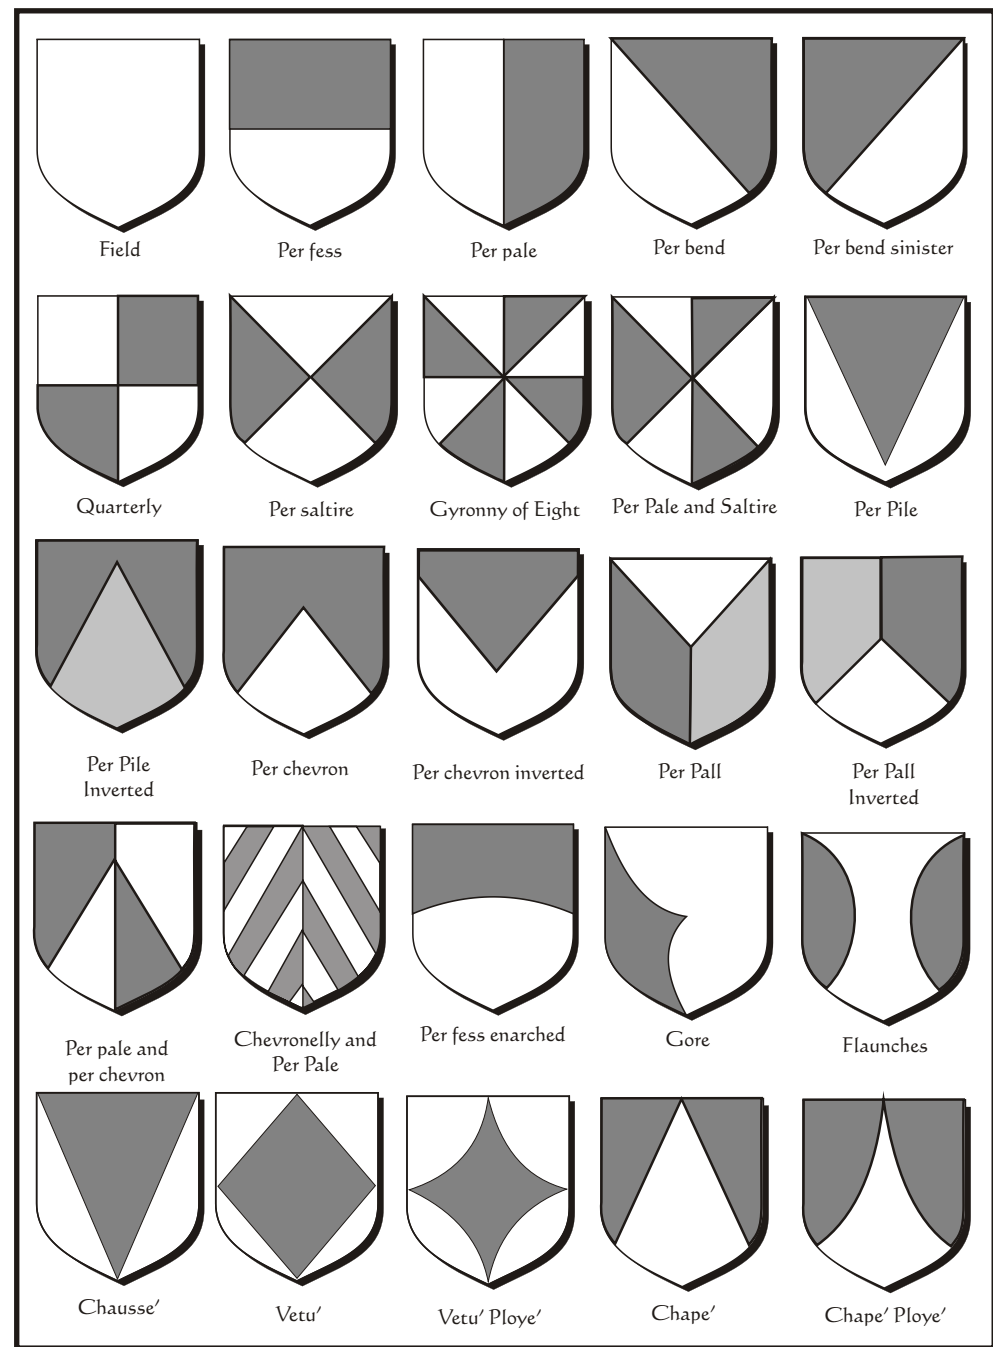 Field
Per fess
Per pale
Per bend
Per bend sinister
Quarterly
Per saltire
Gyronny of Eight
Per Pale and Saltire
Per Pile
Per Pile
Inverted
Per chevron
Per chevron inverted
Per Pall
Per Pall
Inverted
Per pale and
per chevron
Chevronelly and
Per Pale
Per fess enarched
Gore
Flaunches
Chausse′
Vetu′
Vetu′ Ploye′
Chape′
Chape′ Ploye′